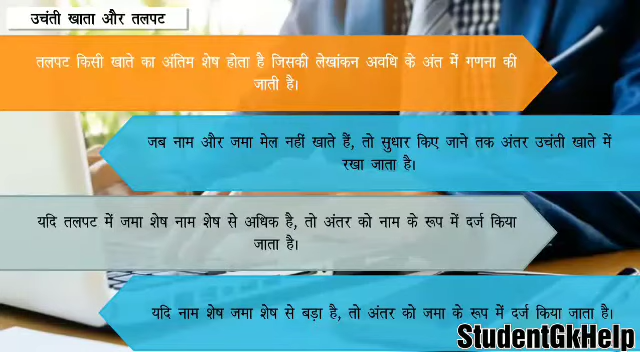 उचंती खाता और तलपट
तलपट किसी खाते का अंतिम शेष होता है जिसकी लेखांकन अवधि के अंत में गणना की
जाती है।
जब नाम और जमा मेल नहीं खाते हैं, तो सुधार किए जाने तक अंतर उचंती खाते में
रखा जाता है।
यदि तलपट में जमा शेष नाम शेष से अधिक है, तो अंतर को नाम के रूप में दर्ज किया
जाता है।
यदि नाम शेष जमा शेष से बड़ा है, तो अंतर को जमा के रूप में दर्ज किया जाता है।
StudentGkHelp